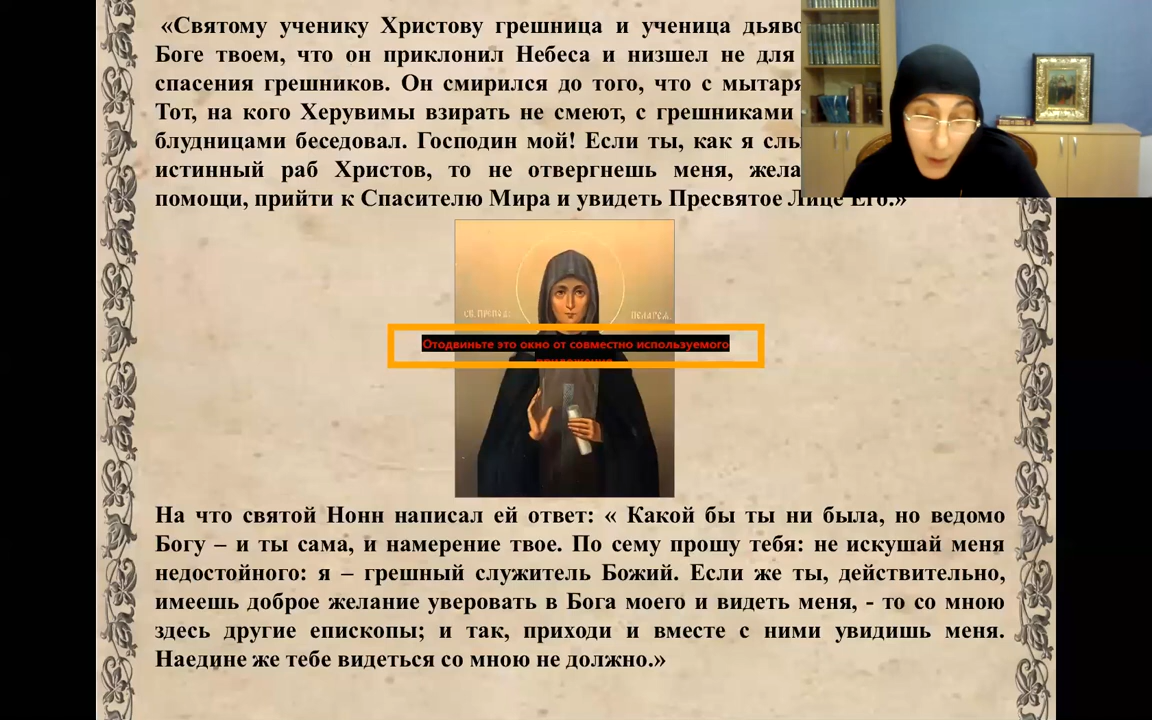 «Святому ученику Христову грешница и ученица
Боге твоем, что он приклонил Небеса и низшел не для
спасения грешников. Он смирился до того, что с
Тот, на кого Херувимы взирать не смеют, с грешниками
блудницами беседовал. Господин мой! Если ты, как я
истинный раб Христов, то не отвергнешь меня,
помощи, прийти к Спасителю Мира и увидеть Пресвятое Лице Его.»
СВ. ПРЕПОД: ПЕЛАГЕЯ.
Отодвиньте это окно от совместно используемого
приложения
На что святой Нонн написал ей ответ: « Какой бы ты ни была, но ведомо
Богу – и ты сама, и намерение твое. По сему прошу тебя: не искушай меня
недостойного: я – грешный служитель Божий. Если же ты, действительно,
имеешь доброе желание уверовать в Бога моего и видеть меня, - то со мною
здесь другие епископы; и так, приходи и вместе с ними увидишь меня.
Наедине же тебе видеться со мною не должно.»